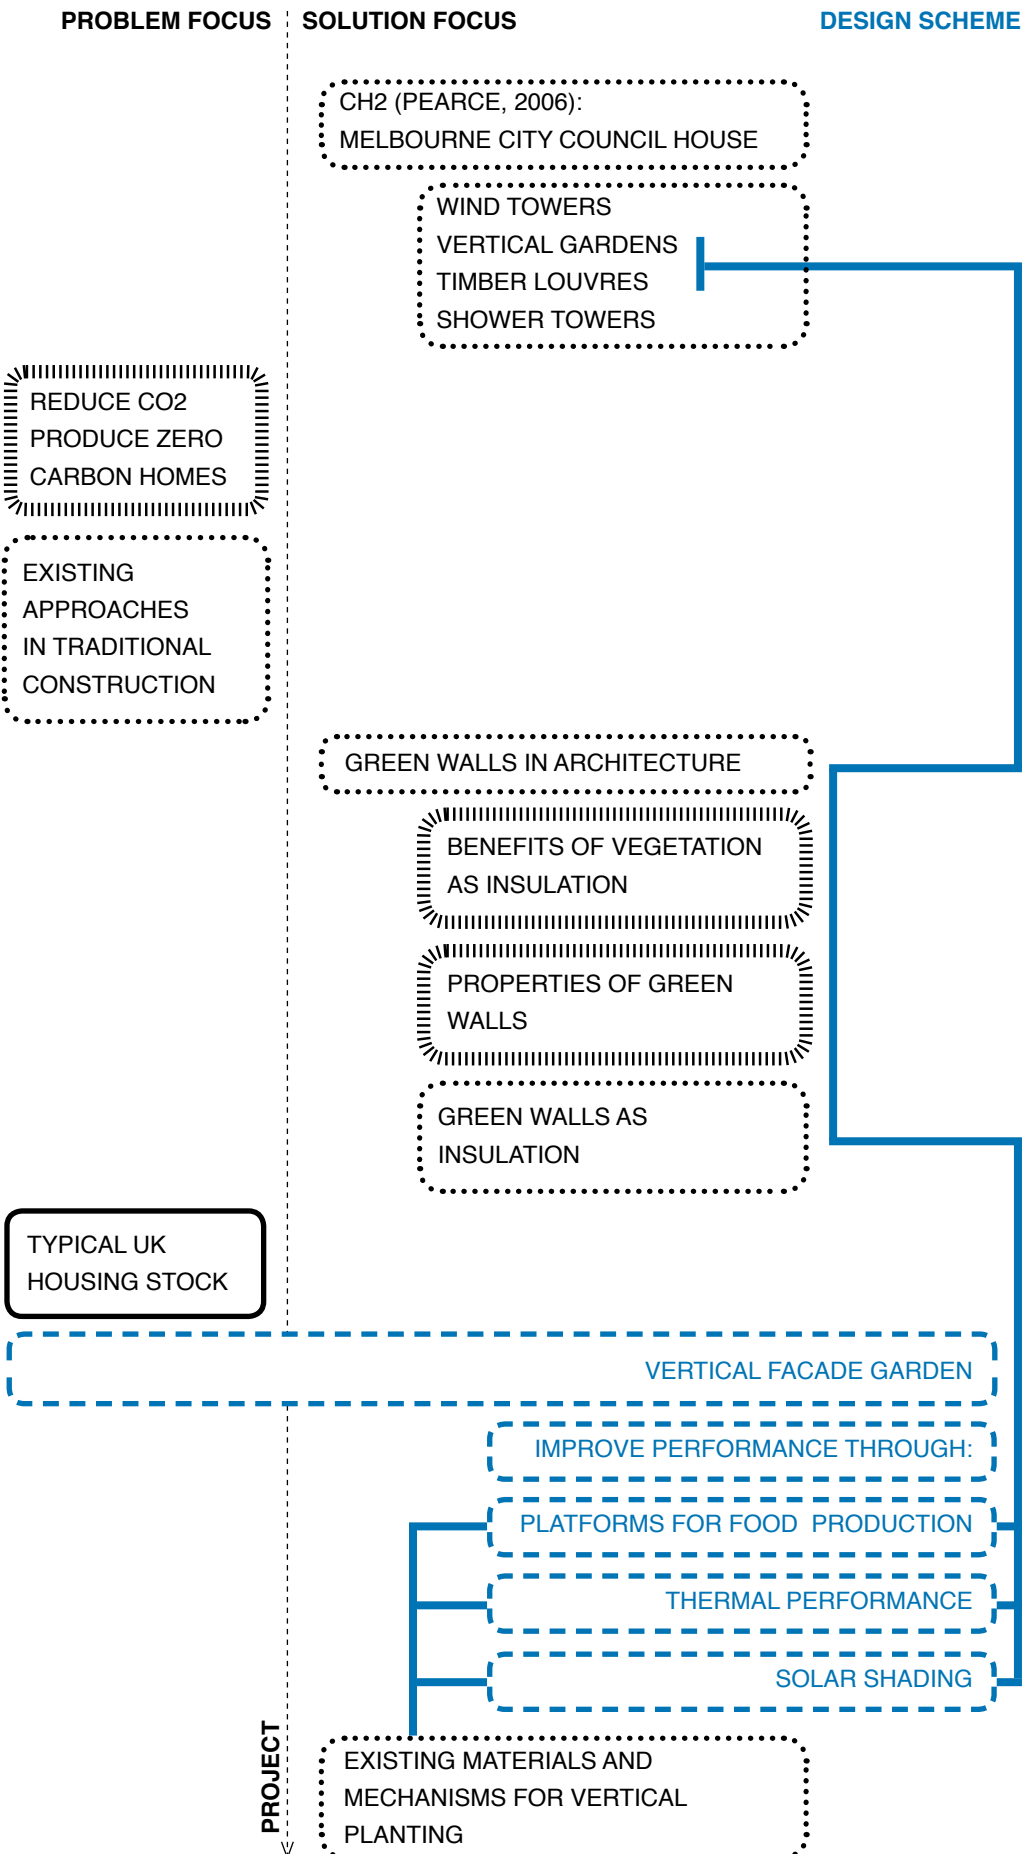 PROBLEM FOCUS
SOLUTION FOCUS
DESIGN SCHEME
CH2 (PEARCE, 2006):
MELBOURNE CITY COUNCIL HOUSE
WIND TOWERS
VERTICAL GARDENS
TIMBER LOUVRES
SHOWER TOWERS
REDUCE CO2
PRODUCE ZERO
CARBON HOMES
EXISTING
APPROACHES
IN TRADITIONAL
CONSTRUCTION
GREEN WALLS IN ARCHITECTURE
BENEFITS OF VEGETATION
AS INSULATION
PROPERTIES OF GREEN
WALLS
GREEN WALLS AS
INSULATION
TYPICAL UK
HOUSING STOCK
VERTICAL FACADE GARDEN
IMPROVE PERFORMANCE THROUGH:
PLATFORMS FOR FOOD PRODUCTION
THERMAL PERFORMANCE
SOLAR SHADING
PROJECT
EXISTING MATERIALS AND
MECHANISMS FOR VERTICAL
PLANTING